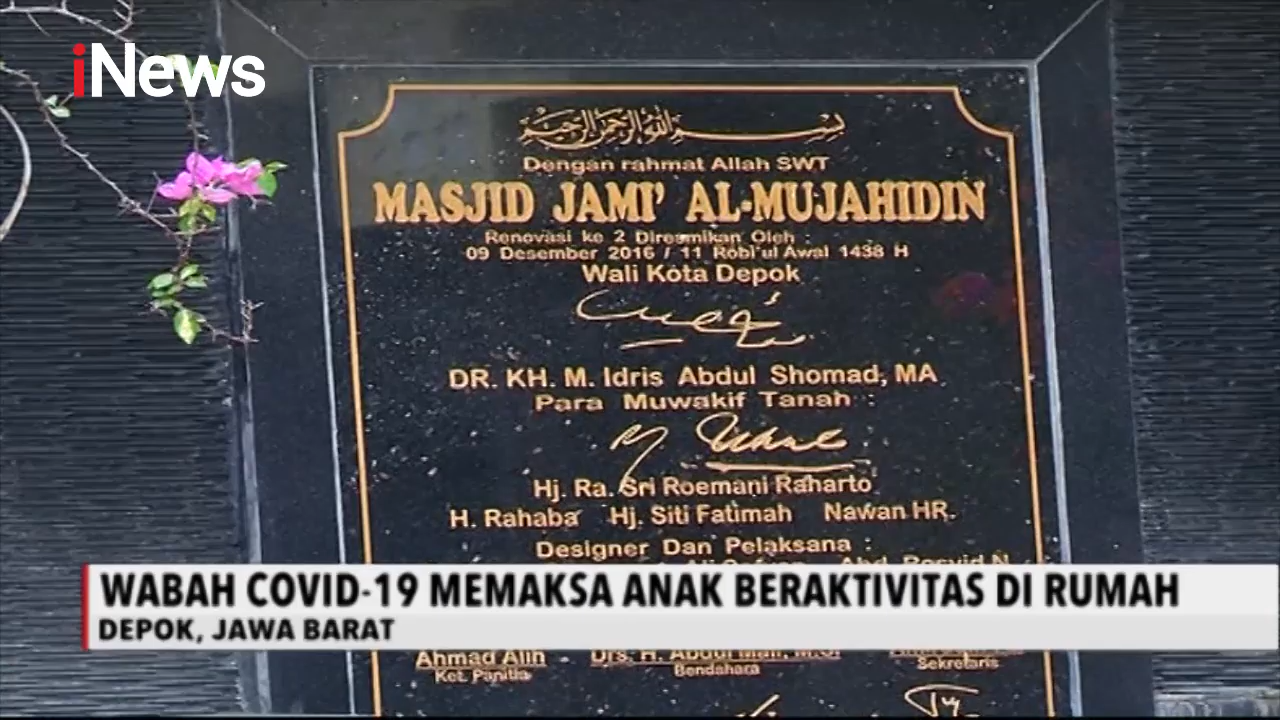 iNews
بسم الله الرحمن الرحيم
Dengan rahmat Allah SWT
MASJID JAMI' AL-MUJAHIDIN
Renovasi ke 2 Diresmikan Oleh :
09 Desember 2016 / 11 Robi'ul Awal 1438 H
Wali Kota Depok
DR. KH. M. Idris Abdul Shomad, MA
Para Muwakif Tanah :
Hj. Ra. Sri Roemani Raharto
H. Rahaba Hj. Siti Fatimah Nawan HR.
Designer Dan Pelaksana :
WABAH COVID-19 MEMAKSA ANAK BERAKTIVITAS DI RUMAH
DEPOK, JAWA BARAT
Ahmad Alih Drs. H. Abdul
Ket. Panitia Bendahara Sekretaris